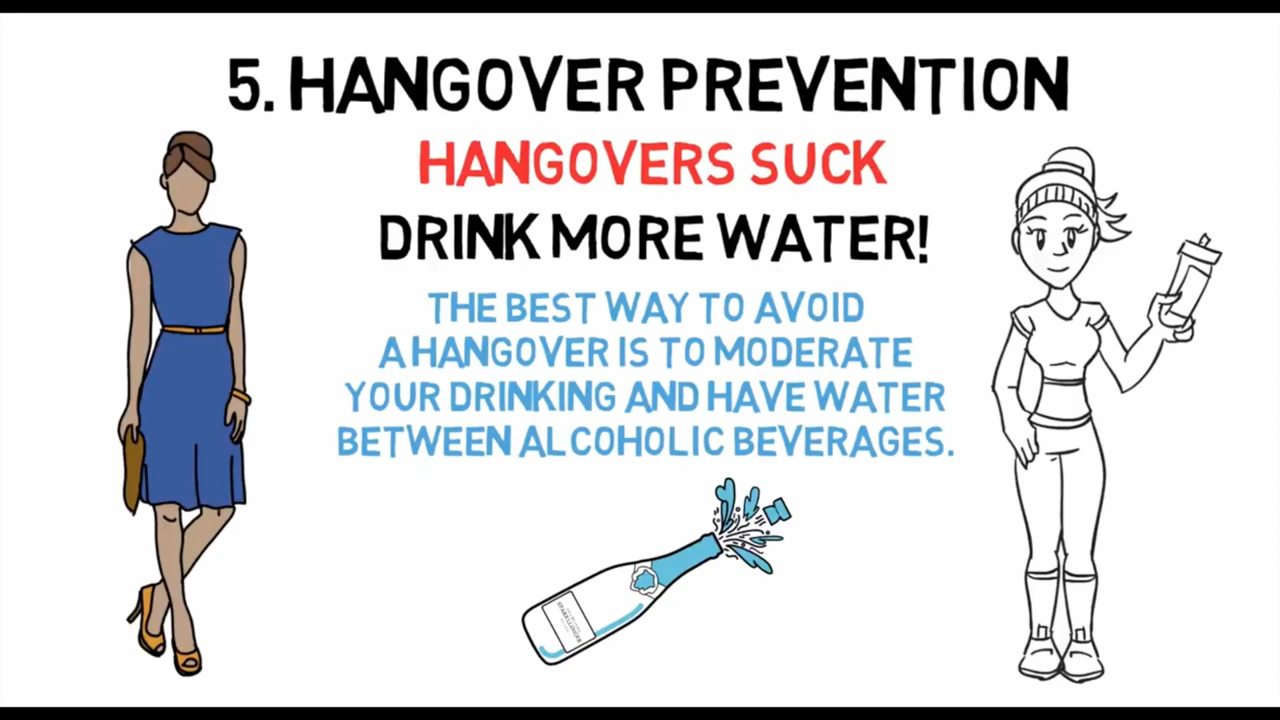 5. HANGOVER PREVENTION
HANGOVERS SUCK
DRINK MORE WATER!
THE BEST WAY TO AVOID
A HANGOVER IS TO MODERATE
YOUR DRINKING AND HAVE WATER
BETWEEN ALCOHOLIC BEVERAGES.